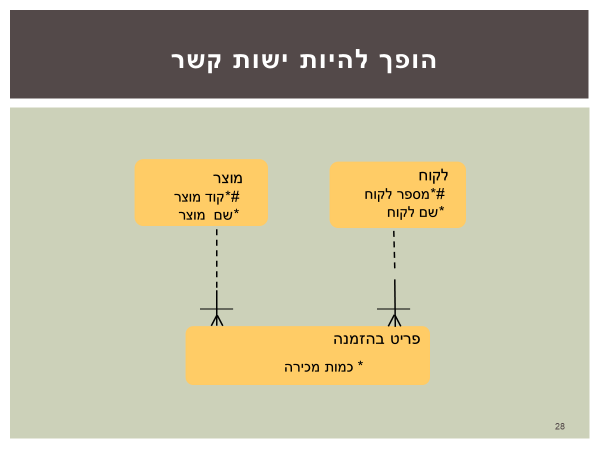 הופך להיות ישות קשר
לקוח
#*מספר לקוח
*שם לקוח
מוצר
#*קוד מוצר
*שם  מוצר
פריט בהזמנה
* כמות מכירה
28